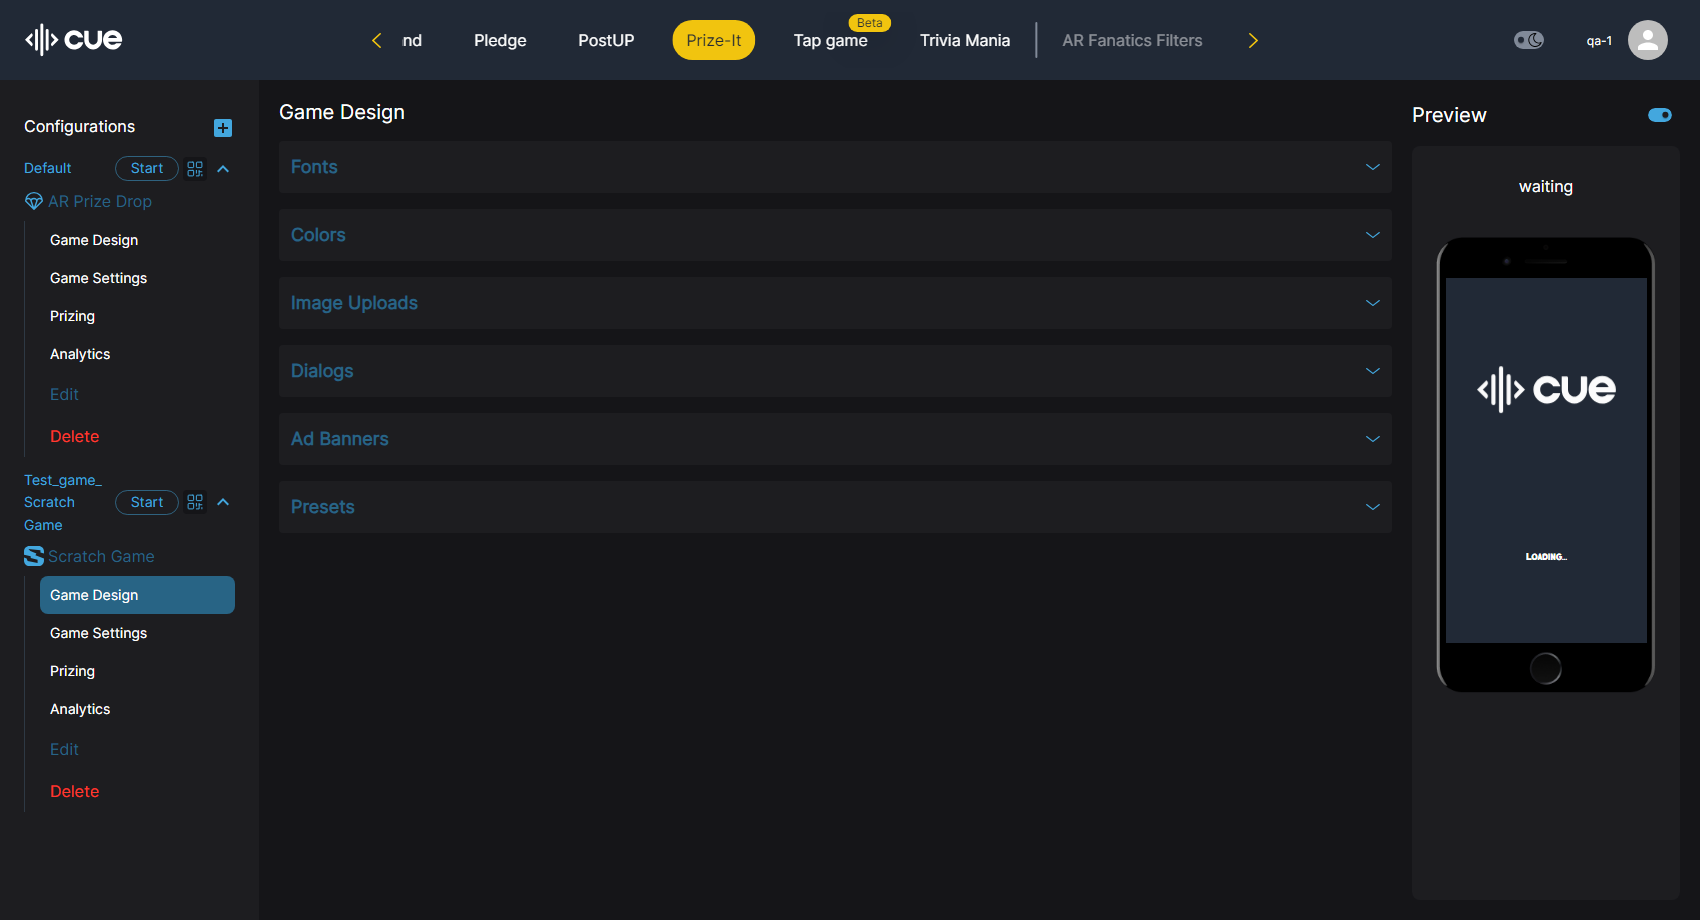 cue
nd
Pledge
PostUP
Prize-It
Beta
Tap game
Trivia Mania
AR Fanatics Filters
qa-1
Configurations
Default
Start
AR Prize Drop
Game Design
Game Settings
Prizing
Analytics
Edit
Delete
Test_game_
Scratch
Game
Start
Scratch Game
Game Design
Game Settings
Prizing
Analytics
Edit
Delete
Game Design
Fonts
Colors
Image Uploads
Dialogs
Ad Banners
Presets
Preview
waiting
cue
LOADING...